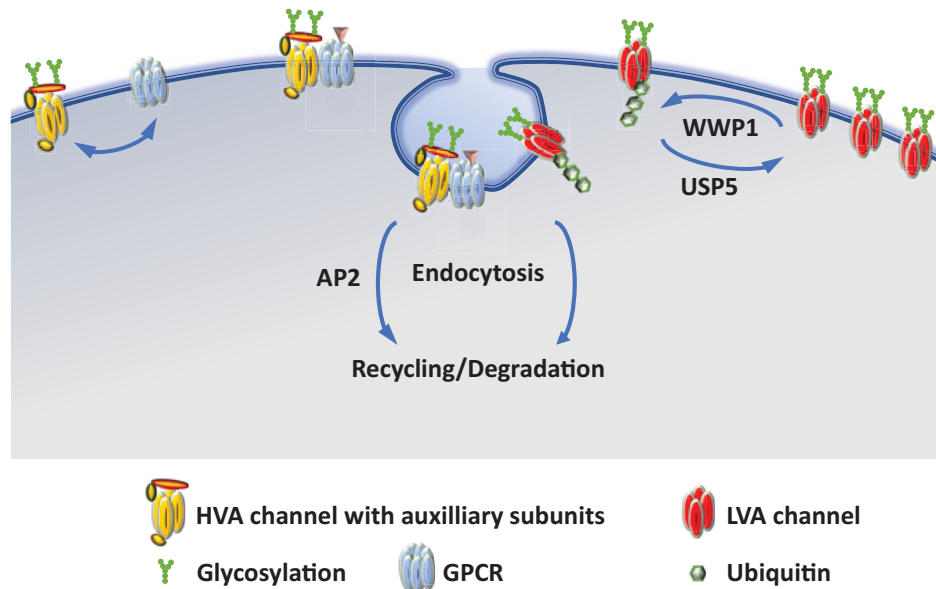 WWP1
USP5
AP2
Endocytosis
Recycling/Degradation
HVA channel with auxilliary subunits
LVA channel
Glycosylation
GPCR
Ubiquitin